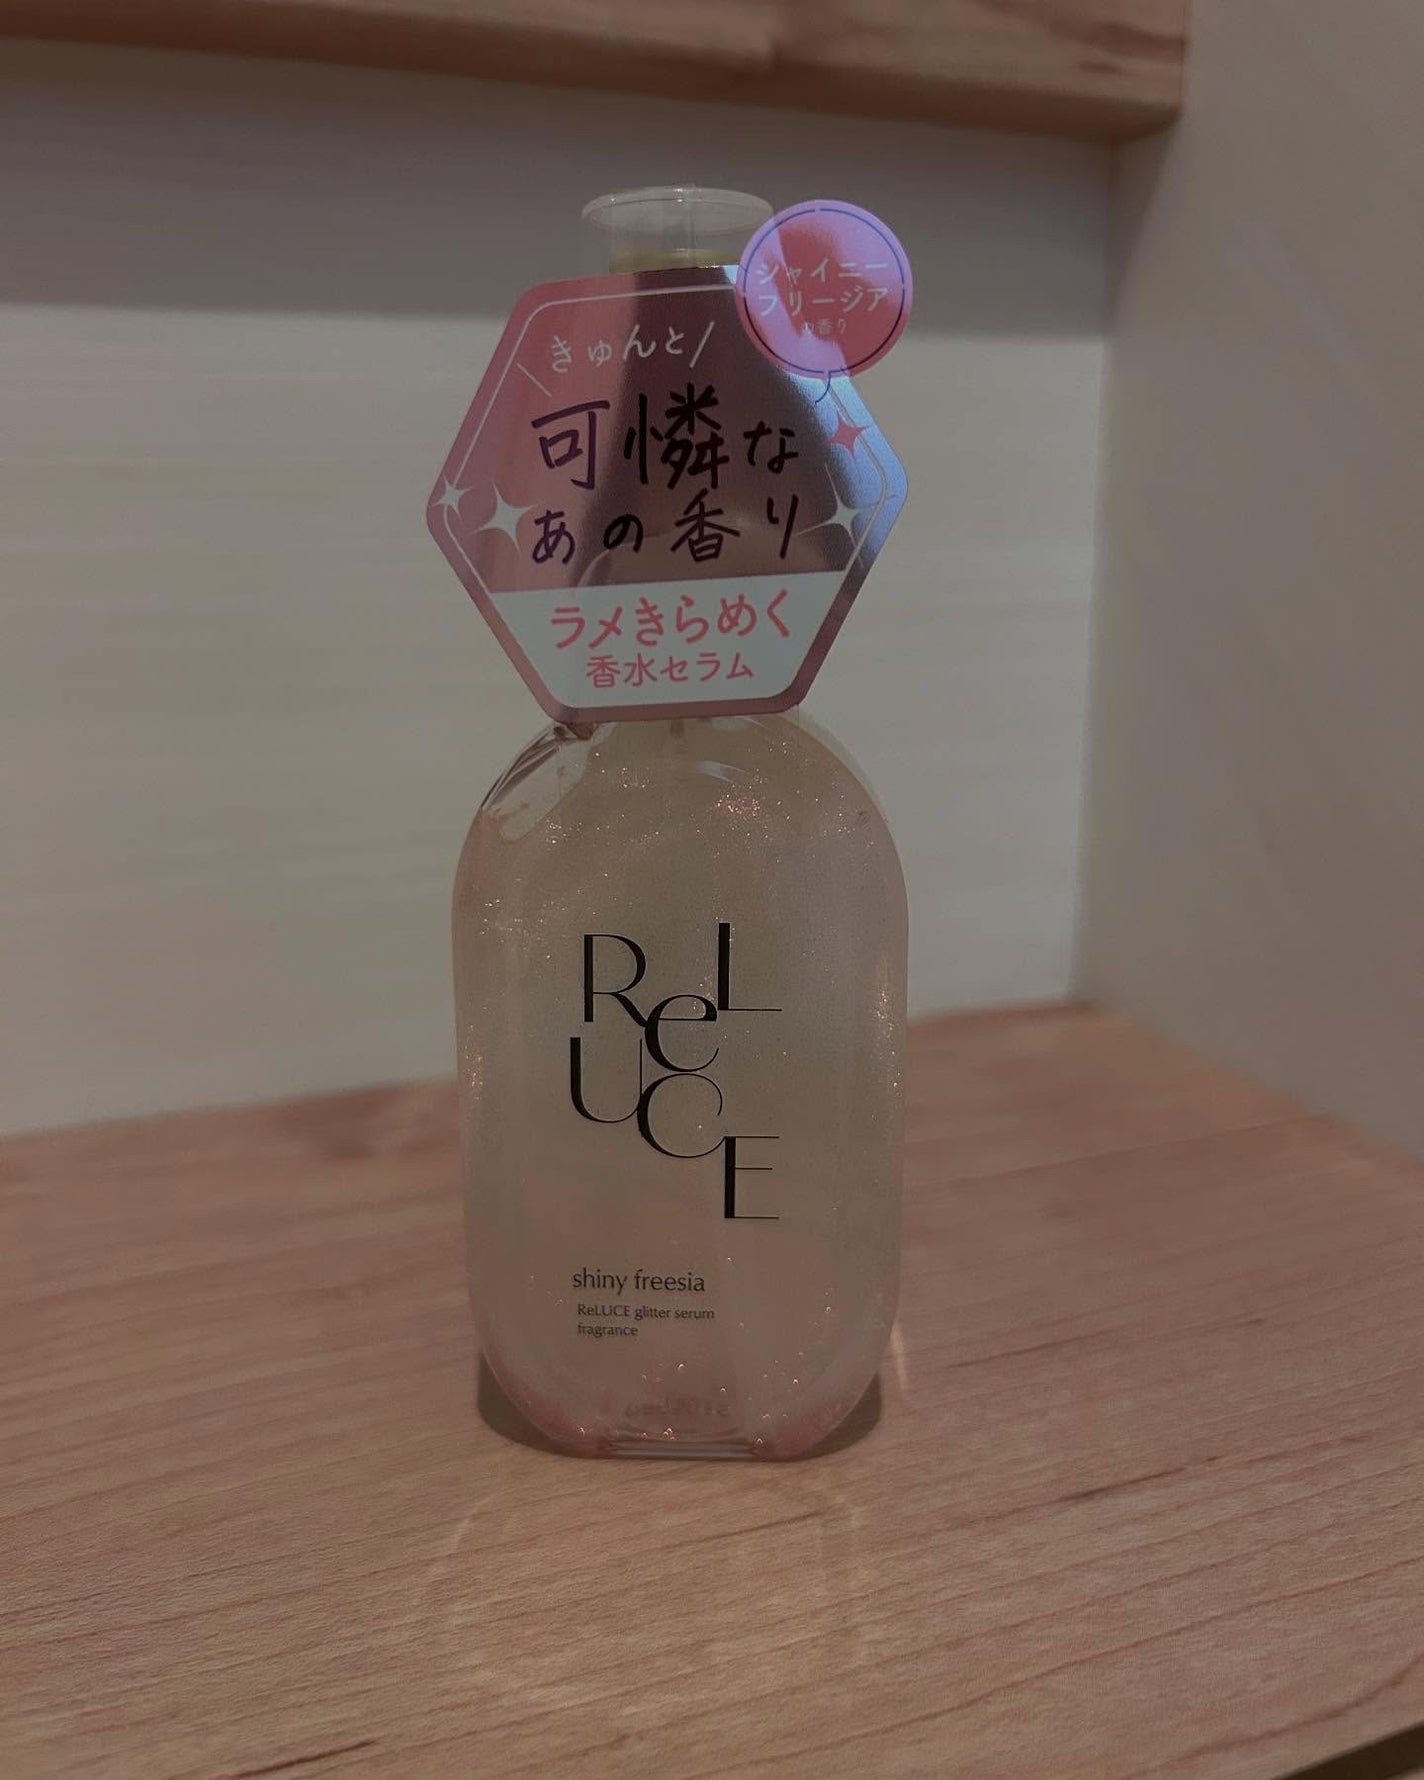 シャイニー
フリージア
の香り
\きゅんと/
可憐な
あの香り
ラメきらめく
香水セラム
ReL
UCE
shiny freesia
ReLUCE glitter serum
fragrance